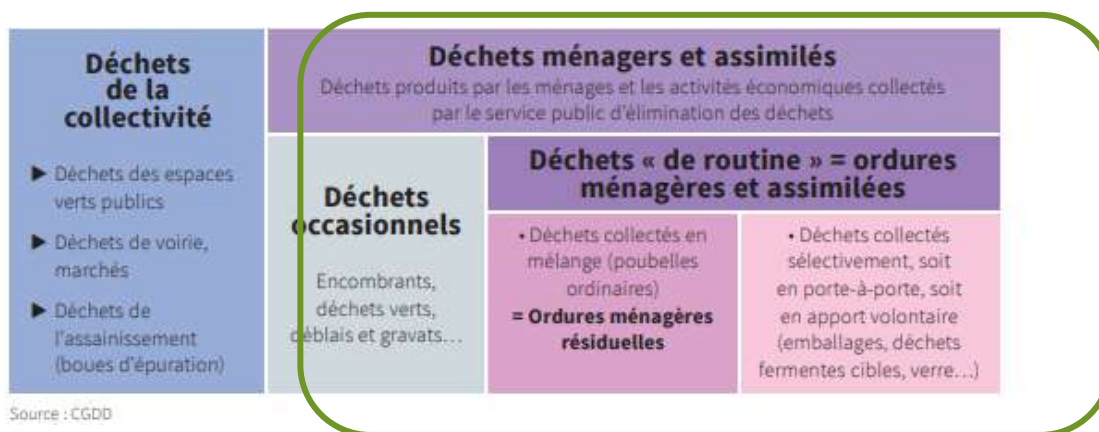 Déchets
de la
collectivité
▶ Déchets des espaces
verts publics
▶ Déchets de voirie,
marchés
▶ Déchets de
l'assainissement
(boues d'épuration)
Déchets ménagers et assimilés
Déchets produits par les ménages et les activités économiques collectés
par le service public d'élimination des déchets
Déchets
occasionnels
Encombrants,
déchets verts,
déblais et gravats...
Déchets « de routine » = ordures
ménagères et assimilées
• Déchets collectés en
mélange (poubelles
ordinaires)
= Ordures ménagères
résiduelles
• Déchets collectés
sélectivement, soit
en porte-à-porte, soit
en apport volontaire
(emballages, déchets
fermentes cibles, verre...)
Source : CGDD